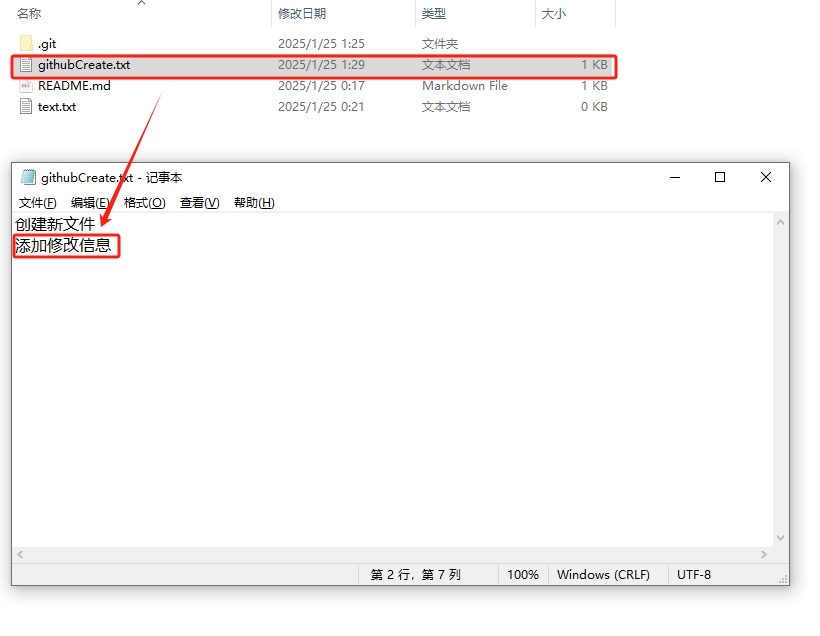 名称 修改日期 类型 大小
.git 2025/1/25 1:25 文件夹
githubCreate.txt 2025/1/25 1:29 文本文档 1 KB
README.md 2025/1/25 0:17 Markdown File 1 KB
text.txt 2025/1/25 0:21 文本文档 0 KB
githubCreate.txt - 记事本
文件(F) 编辑(E) 格式(O) 查看(V) 帮助(H)
创建新文件
添加修改信息
第 2 行，第 7 列 100% Windows (CRLF) UTF-8